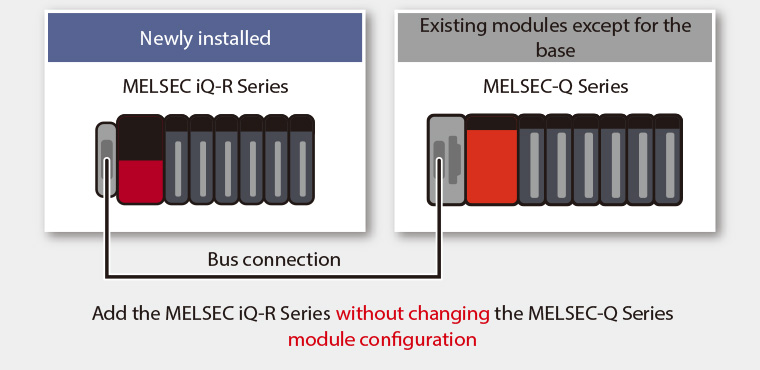 Newly installed
Existing modules except for the
base
MELSEC iQ-R Series
MELSEC-Q Series
Bus connection
Add the MELSEC iQ-R Series without changing the MELSEC-Q Series
module configuration